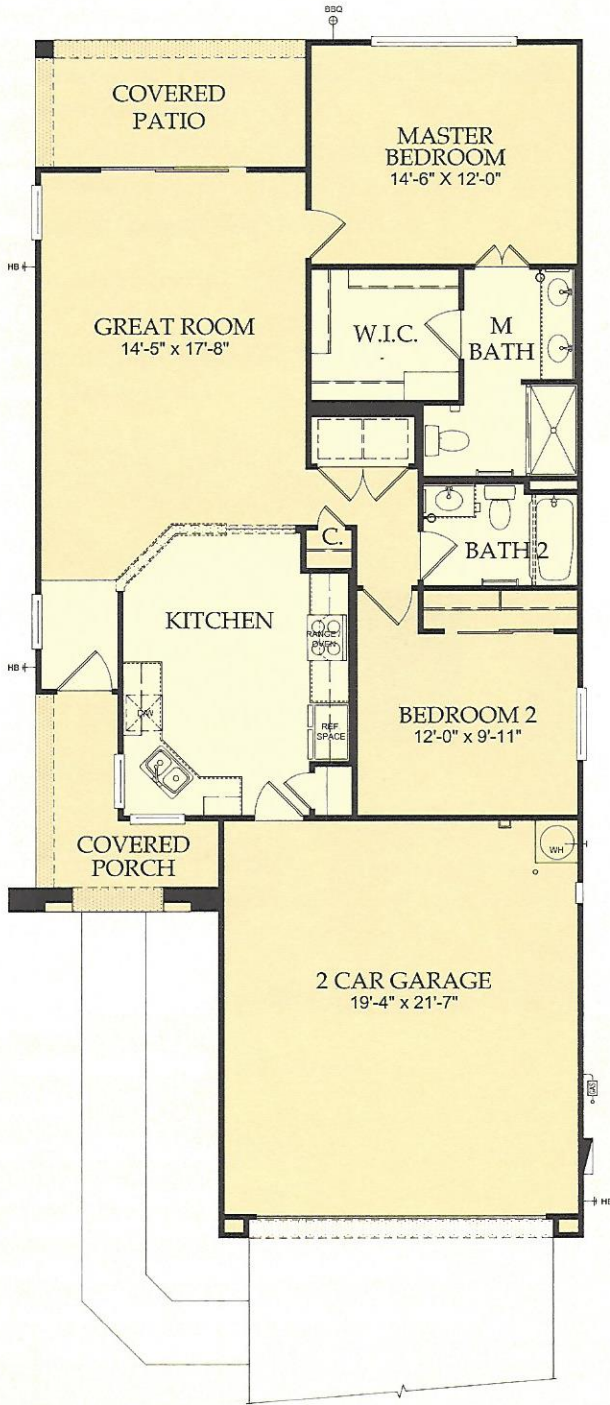 BBQ
COVERED
PATIO
MASTER
BEDROOM
14'-6" X 12'-0"
HB
GREAT ROOM
14'-5" x 17'-8"
W.I.C.
M
BATH
C.
BATH 2
KITCHEN
RANGE/
OVEN
HB
DW
REF.
SPACE
BEDROOM 2
12'-0" x 9'-11"
COVERED
PORCH
WH
2 CAR GARAGE
19'-4" x 21'-7"
GAS
HB